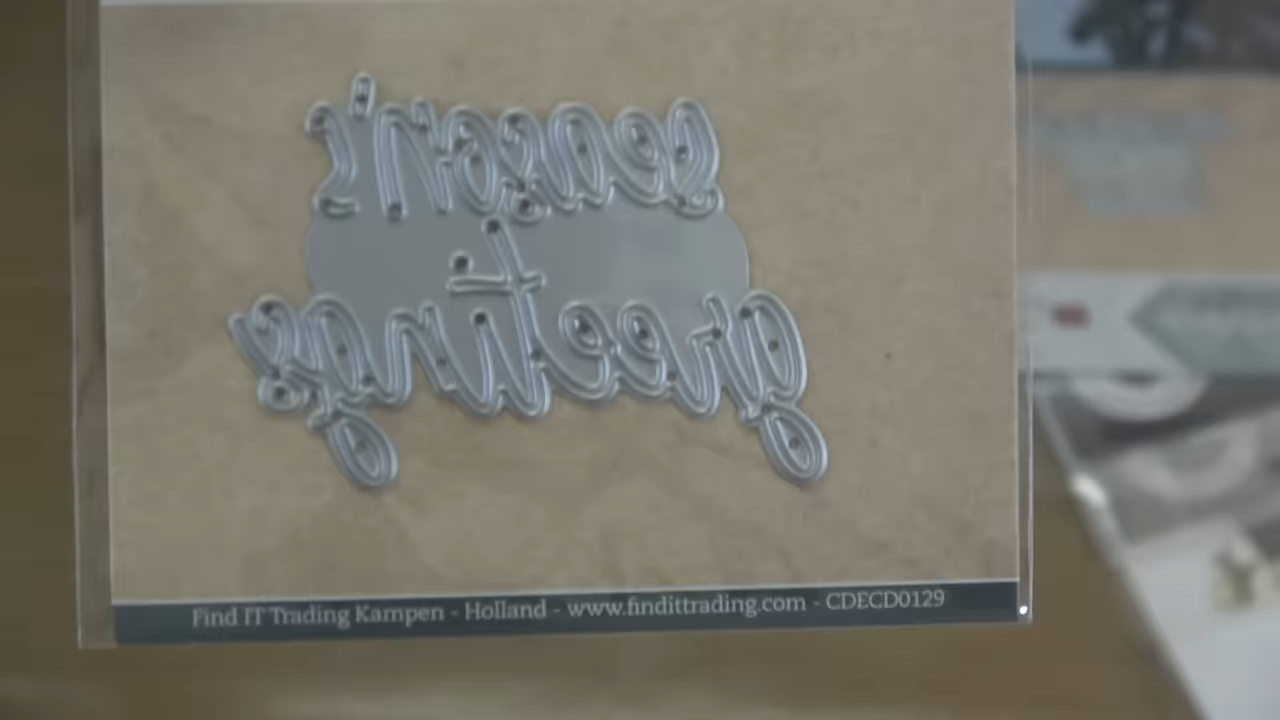 season's
greetings
Find IT Trading Kampen - Holland - www.findittrading.com - CDECD0129